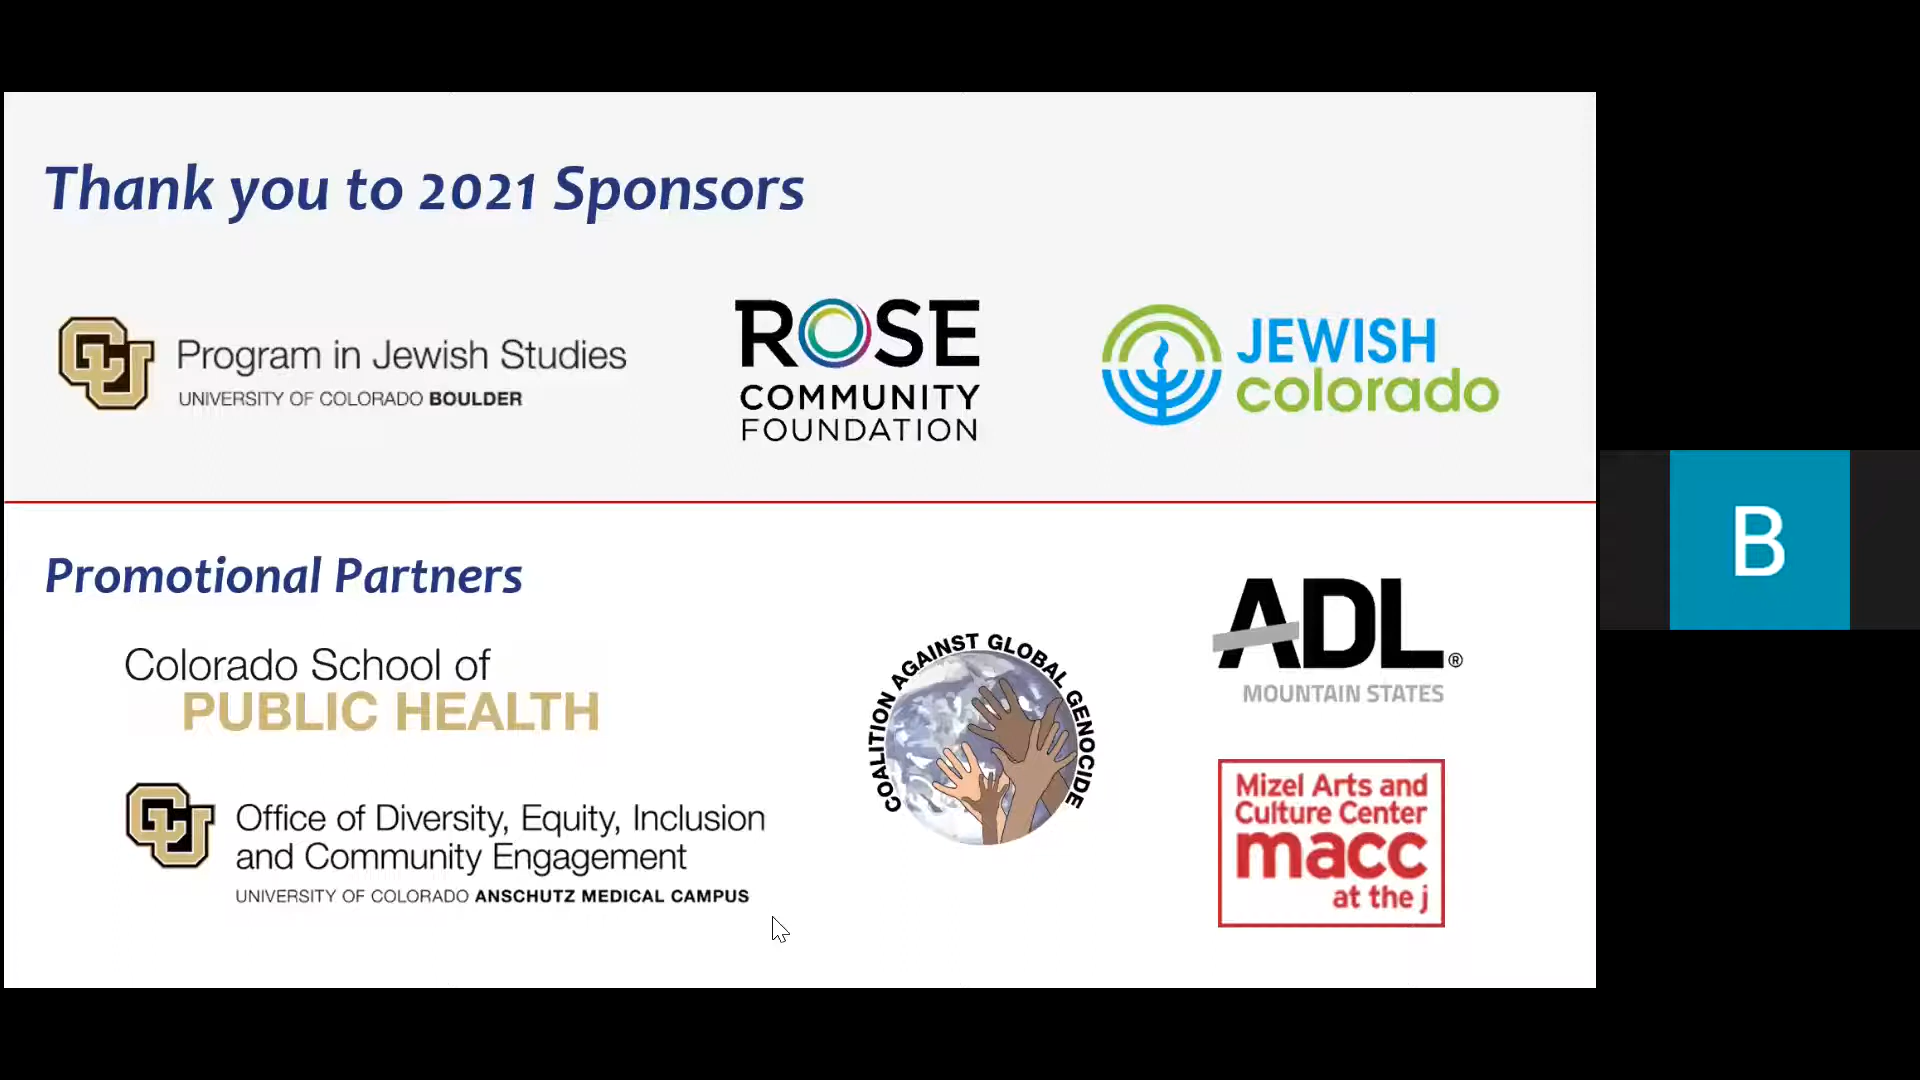 Thank you to 2021 Sponsors
CU
Program in Jewish Studies
UNIVERSITY OF COLORADO BOULDER
ROSE
COMMUNITY
FOUNDATION
JEWISH
colorado
B
Promotional Partners
Colorado School of
PUBLIC HEALTH
CU
Office of Diversity, Equity, Inclusion
and Community Engagement
UNIVERSITY OF COLORADO ANSCHUTZ MEDICAL CAMPUS
COALITION AGAINST GLOBAL GENOCIDE
ADL®
MOUNTAIN STATES
Mizel Arts and
Culture Center
macc
at the j